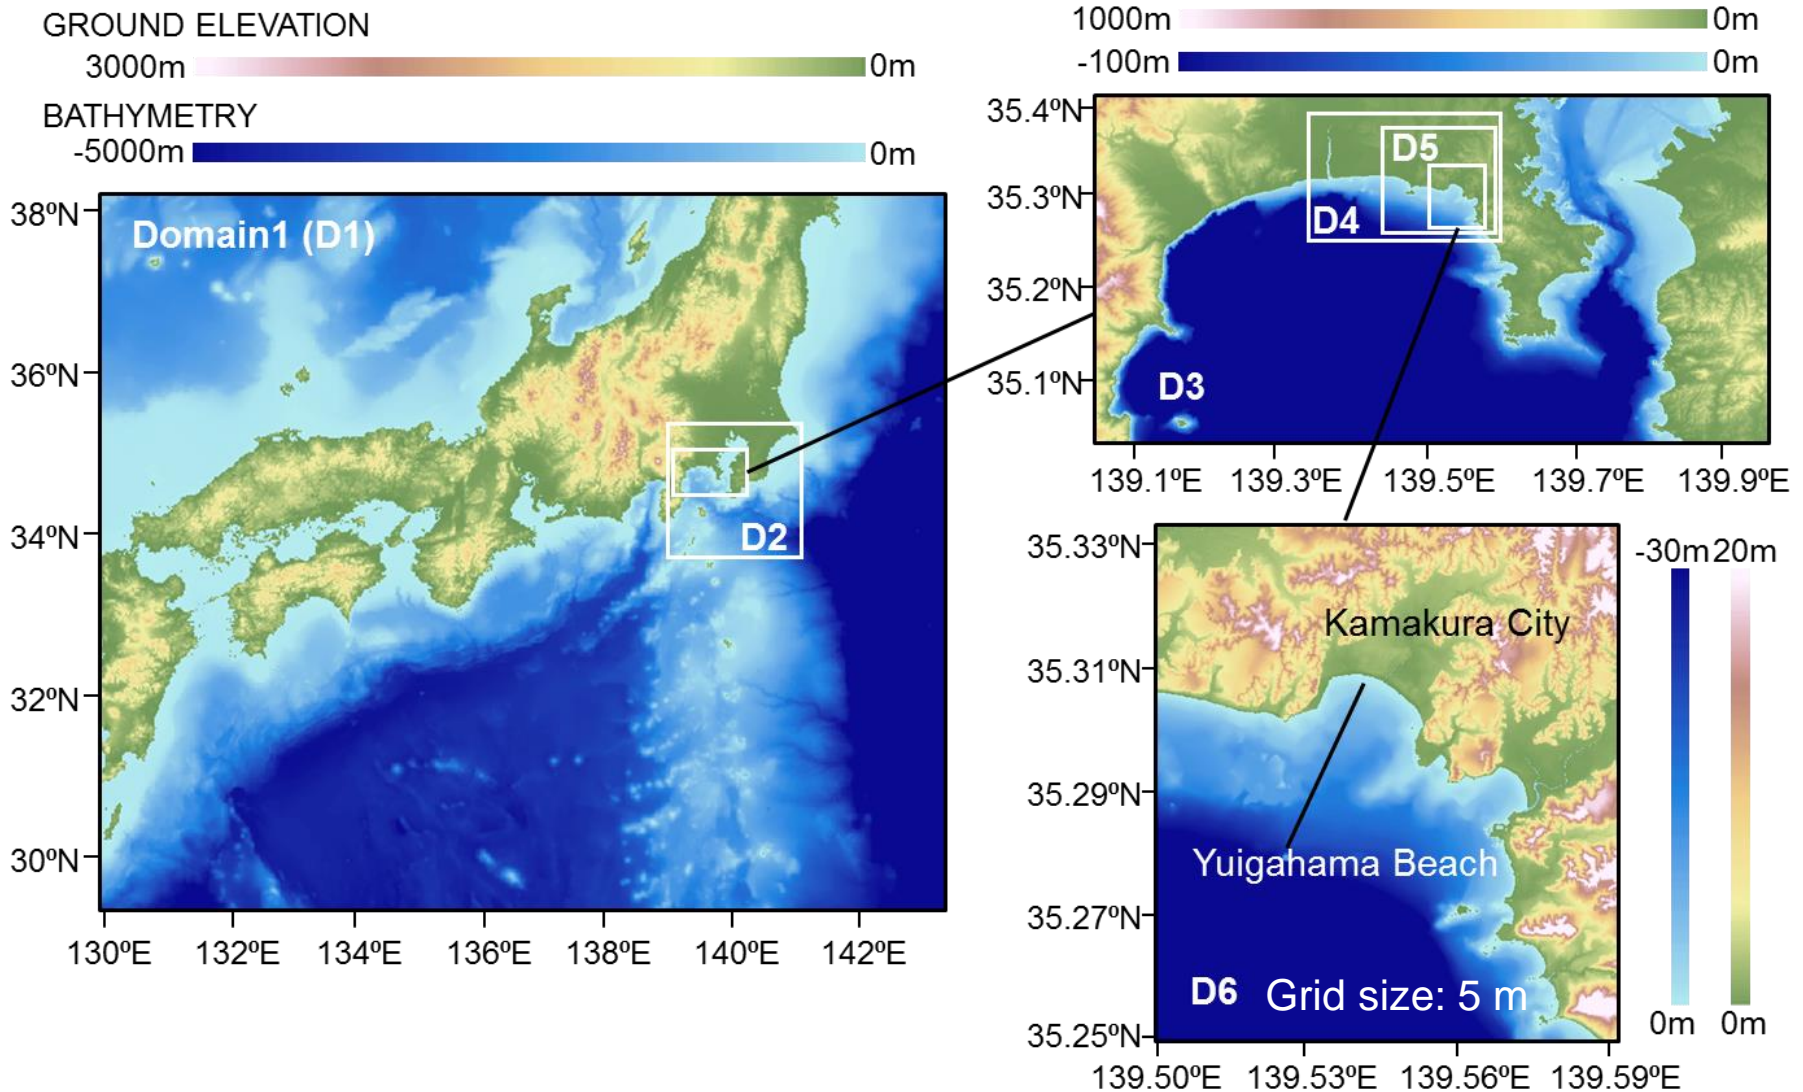 GROUND ELEVATION
3000m 0m
BATHYMETRY
-5000m 0m
38ºN
36ºN
34ºN
32ºN
30ºN
Domain1 (D1)
D2
130ºE 132ºE 134ºE 136ºE 138ºE 140ºE 142ºE
1000m 0m
-100m 0m
35.4ºN
35.3ºN
35.2ºN
35.1ºN
D5
D4
D3
139.1ºE 139.3ºE 139.5ºE 139.7ºE 139.9ºE
35.33ºN
35.31ºN
35.29ºN
35.27ºN
35.25ºN
Kamakura City
Yuigahama Beach
D6 Grid size: 5 m
139.50ºE 139.53ºE 139.56ºE 139.59ºE
-30m 20m
0m 0m